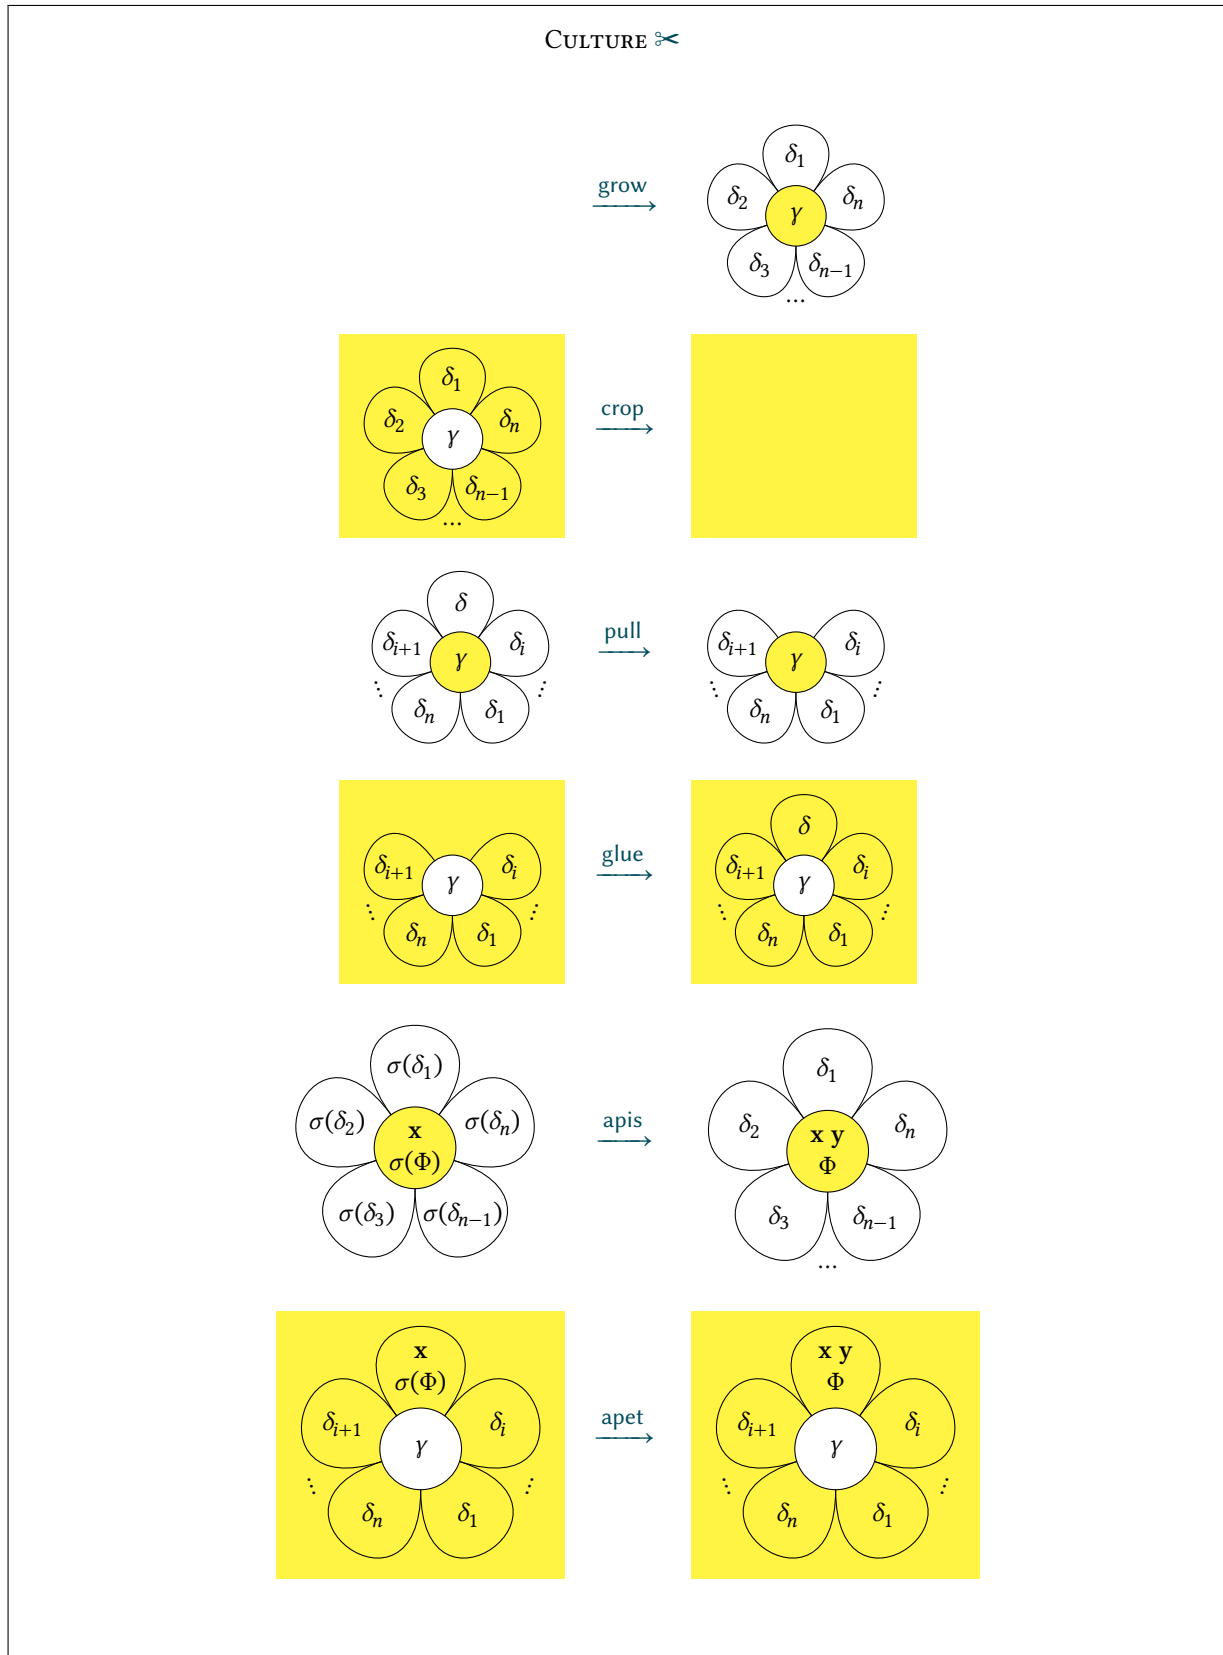 CULTURE ✂
δ₁
grow
δ₂ γ δₙ
δ₃ δₙ₋₁
...
δ₁
crop
δ₂ γ δₙ
δ₃ δₙ₋₁
...
δ
pull
δᵢ₊₁ γ δᵢ δᵢ₊₁ γ δᵢ
⋮ ⋮ ⋮ ⋮
δₙ δ₁ δₙ δ₁
δ
glue
δᵢ₊₁ γ δᵢ δᵢ₊₁ γ δᵢ
⋮ ⋮ ⋮ ⋮
δₙ δ₁ δₙ δ₁
σ(δ₁) δ₁
apis
σ(δ₂) x σ(δₙ) δ₂ x y δₙ
σ(Φ) Φ
σ(δ₃) σ(δₙ₋₁) δ₃ δₙ₋₁
...
x x y
σ(Φ) Φ
apet
δᵢ₊₁ γ δᵢ δᵢ₊₁ γ δᵢ
⋮ ⋮ ⋮ ⋮
δₙ δ₁ δₙ δ₁